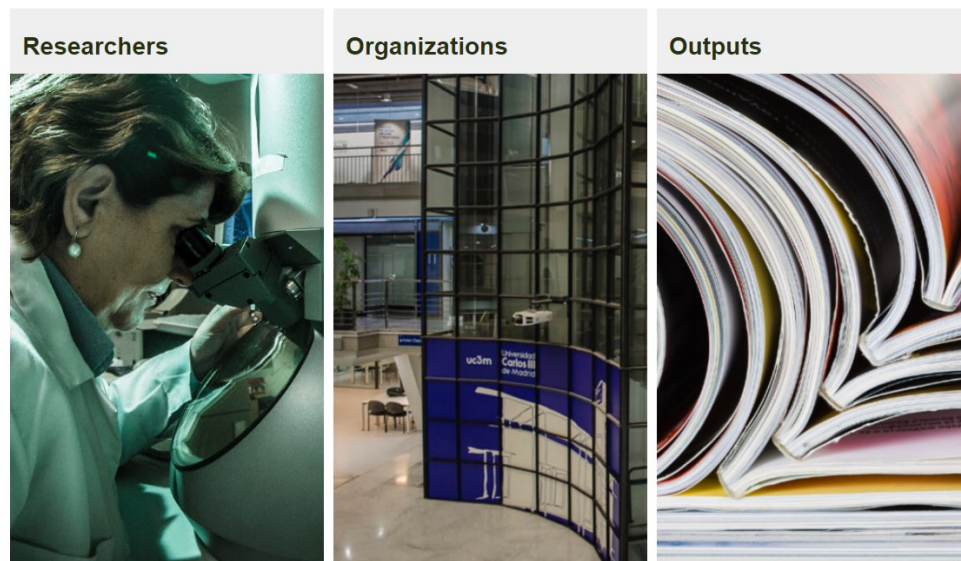 Researchers
Organizations
Outputs
uc3m
Universidad
Carlos III
de Madrid